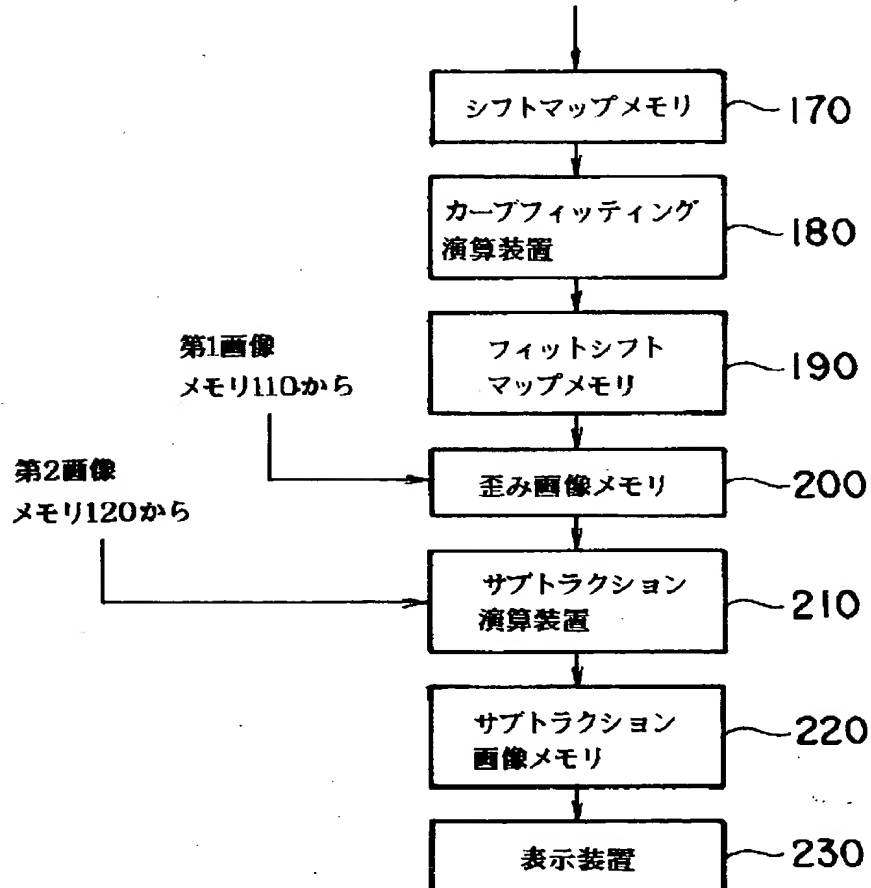 シフトマップメモリ
170
カーブフィッティング
演算装置
180
フィットシフト
マップメモリ
190
第1画像
メモリ110から
歪み画像メモリ
200
第2画像
メモリ120から
サブトラクション
演算装置
210
サブトラクション
画像メモリ
220
表示装置
230